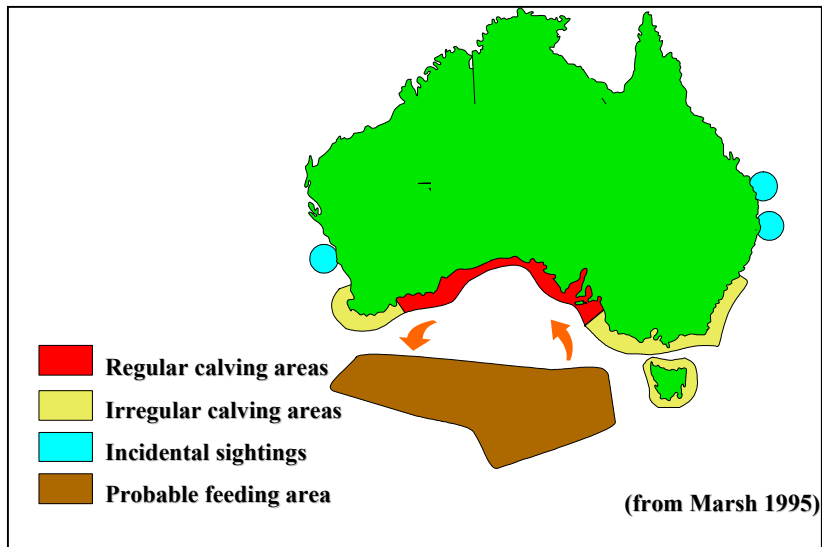 Regular calving areas
Irregular calving areas
Incidental sightings
Probable feeding area
(from Marsh 1995)